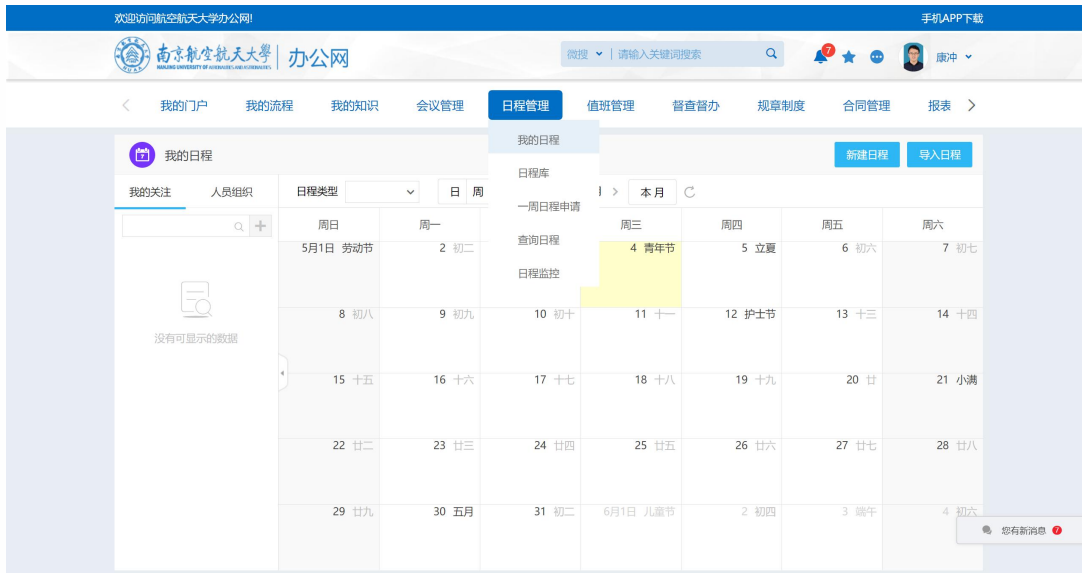 欢迎访问航空航天大学办公网! 手机APP下载
南京航空航天大学 办公网 微搜 请输入关键词搜索 7 康冲
NANJING UNIVERSITY OF AERONAUTICS AND ASTRONAUTICS
我的门户 我的流程 我的知识 会议管理 日程管理 值班管理 督查督办 规章制度 合同管理 报表
我的日程
日程库
一周日程申请
查询日程
日程监控
7 我的日程 新建日程 导入日程
我的关注 人员组织 日程类型 日 周 本月
周日 周一 周三 周四 周五 周六
5月1日 劳动节 2 初二 4 青年节 5 立夏 6 初六 7 初七
没有可显示的数据
8 初八 9 初九 10 初十 11 十一 12 护士节 13 十三 14 十四
15 十五 16 十六 17 十七 18 十八 19 十九 20 廿 21 小满
22 廿二 23 廿三 24 廿四 25 廿五 26 廿六 27 廿七 28 廿八
29 廿九 30 五月 31 初二 6月1日 儿童节 2 初四 3 端午 4 初六
您有新消息 7